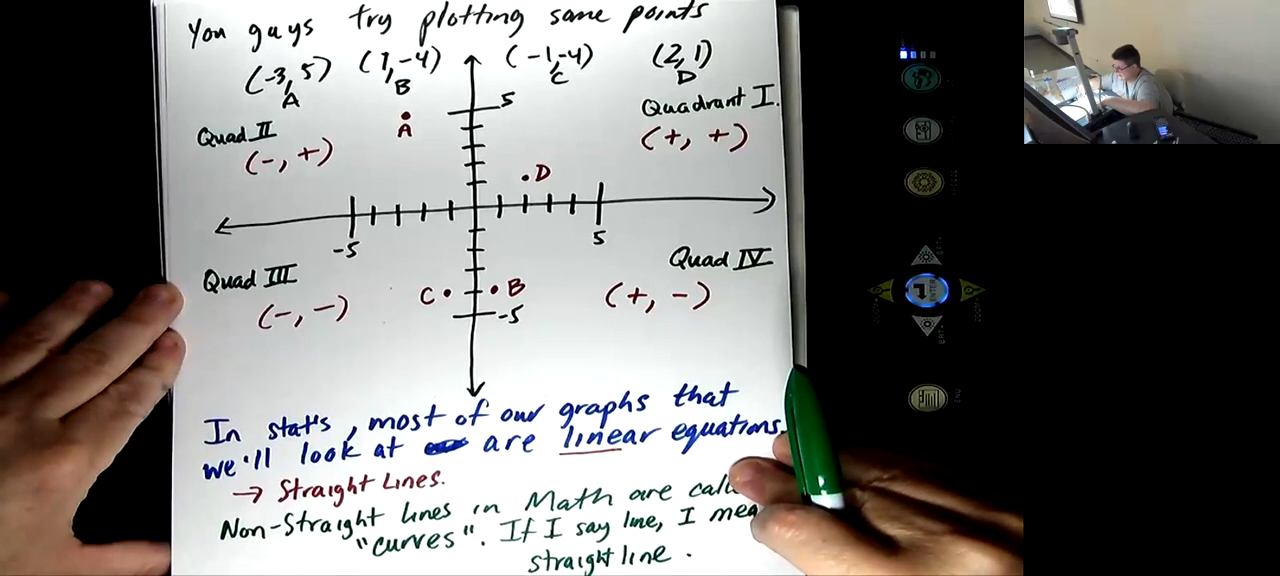 You guys try plotting some points
(-3, 5) (1, -4) (-1, -4) (2, 1)
A B C D
5
Quadrant I.
Quad II
A
(-, +)
(+, +)
D
-5
5
Quad III
Quad IV
(-, -)
C
B
(+, -)
-5
In stat's, most of our graphs that
we'll look at are linear equations.
→ Straight Lines.
Non-Straight lines in Math are
"curves". If I say line, I
straight line.
ENTER